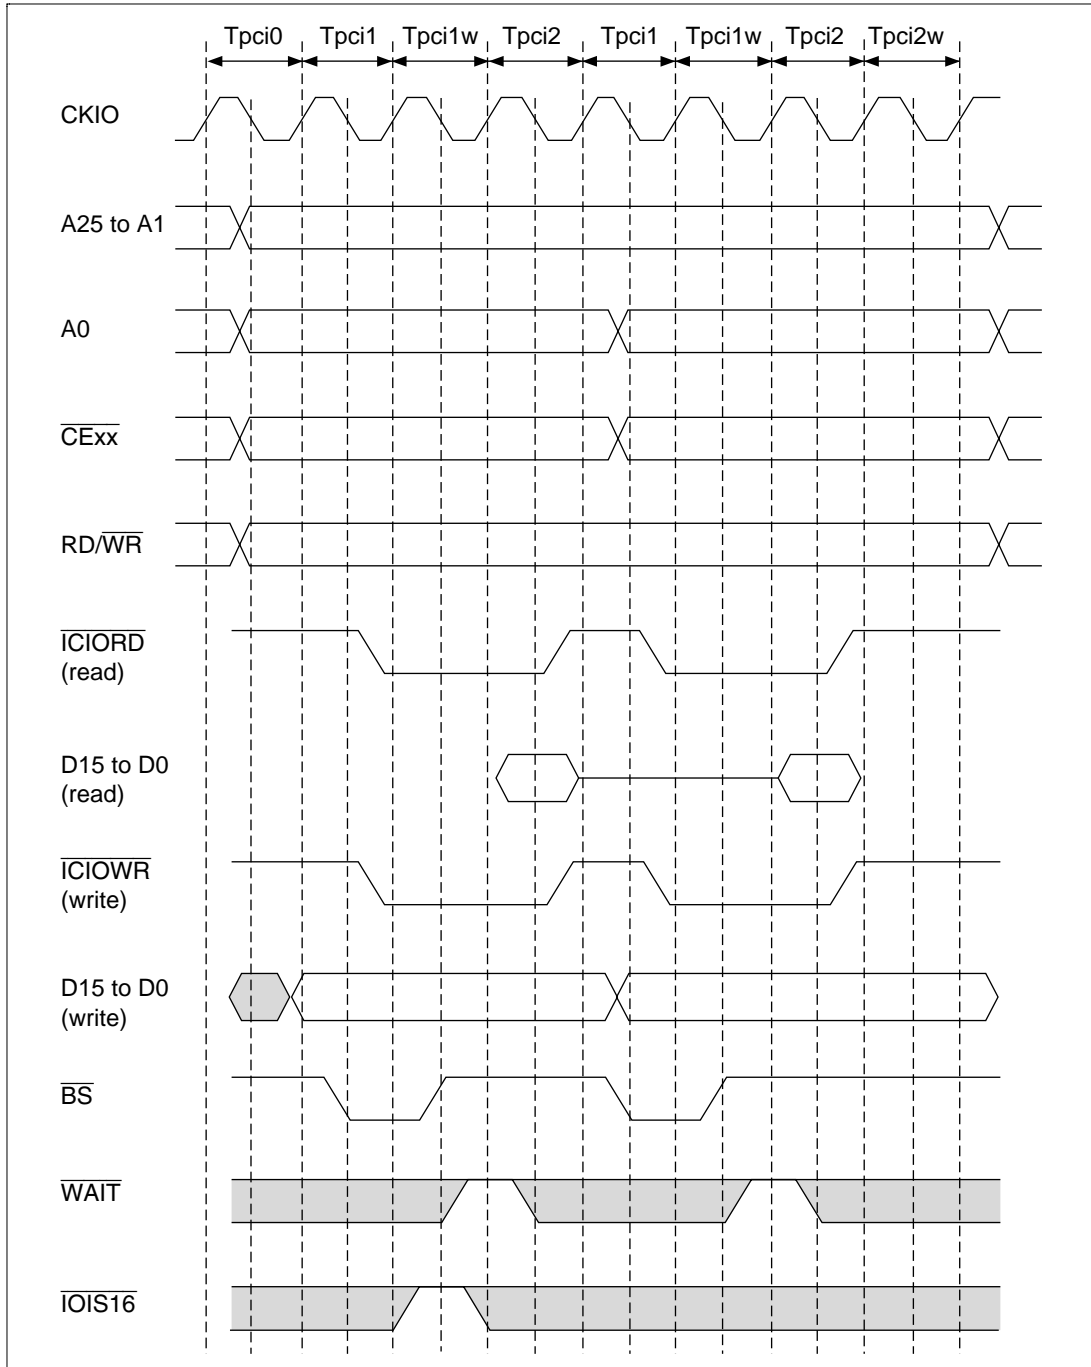 Tpci0 Tpci1 Tpci1w Tpci2 Tpci1 Tpci1w Tpci2 Tpci2w
CKIO
A25 to A1
A0
CExx
RD/WR
ICIORD
(read)
D15 to D0
(read)
ICIOWR
(write)
D15 to D0
(write)
BS
WAIT
IOIS16